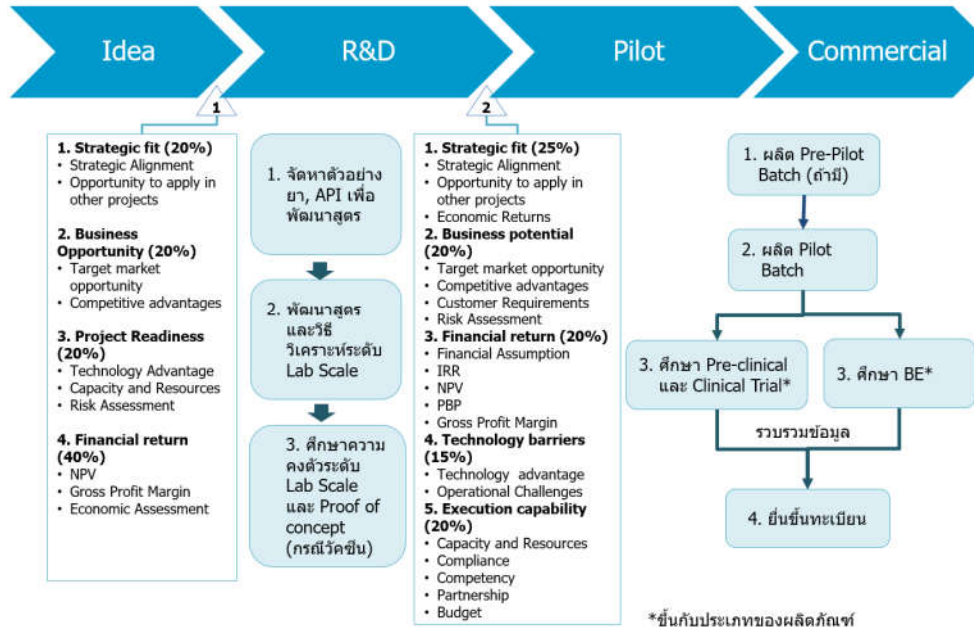 Idea
R&D
Pilot
Commercial
1
2
1. Strategic fit (20%)
• Strategic Alignment
• Opportunity to apply in
other projects
2. Business
Opportunity (20%)
• Target market
opportunity
• Competitive advantages
3. Project Readiness
(20%)
• Technology Advantage
• Capacity and Resources
• Risk Assessment
4. Financial return
(40%)
• NPV
• Gross Profit Margin
• Economic Assessment
1. จัดหาตัวอย่าง
ยา, API เพื่อ
พัฒนาสูตร
2. พัฒนาสูตร
และวิธี
วิเคราะห์ระดับ
Lab Scale
3. ศึกษาความ
คงตัวระดับ
Lab Scale
และ Proof of
concept
(กรณีวัคซีน)
1. Strategic fit (25%)
• Strategic Alignment
• Opportunity to apply in
other projects
• Economic Returns
2. Business potential
(20%)
• Target market opportunity
• Competitive advantages
• Customer Requirements
• Risk Assessment
3. Financial return (20%)
• Financial Assumption
• IRR
• NPV
• PBP
• Gross Profit Margin
4. Technology barriers
(15%)
• Technology advantage
• Operational Challenges
5. Execution capability
(20%)
• Capacity and Resources
• Compliance
• Competency
• Partnership
• Budget
1. ผลิต Pre-Pilot
Batch (ถ้ามี)
2. ผลิต Pilot
Batch
3. ศึกษา Pre-clinical
และ Clinical Trial*
3. ศึกษา BE*
รวบรวมข้อมูล
4. ยื่นขึ้นทะเบียน
*ขึ้นกับประเภทของผลิตภัณฑ์